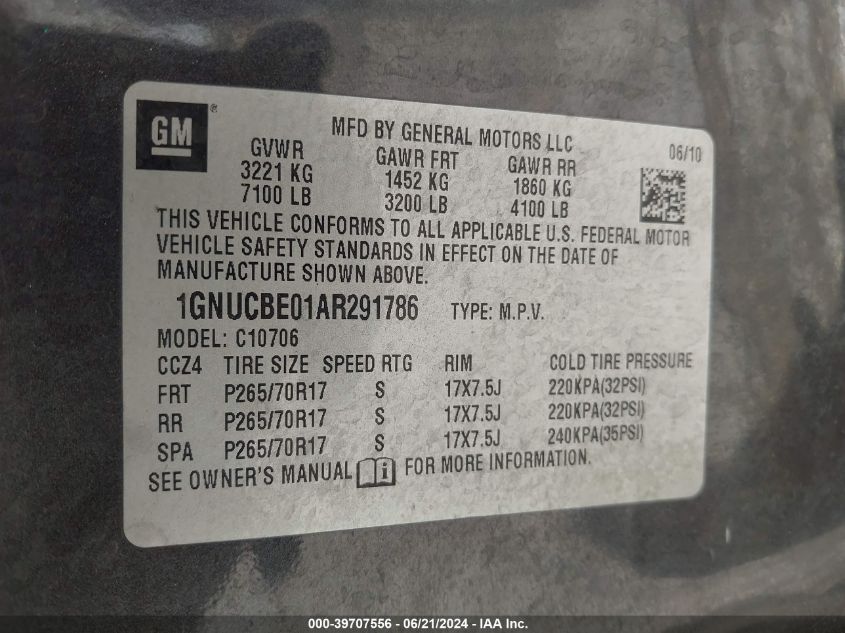 GM®
MFD BY GENERAL MOTORS LLC
06/10
GVWR GAWR FRT GAWR RR
3221 KG 1452 KG 1860 KG
7100 LB 3200 LB 4100 LB
THIS VEHICLE CONFORMS TO ALL APPLICABLE U.S. FEDERAL MOTOR
VEHICLE SAFETY STANDARDS IN EFFECT ON THE DATE OF
MANUFACTURE SHOWN ABOVE.
1GNUCBE01AR291786 TYPE: M.P.V.
MODEL: C10706
CCZ4 TIRE SIZE SPEED RTG RIM COLD TIRE PRESSURE
FRT P265/70R17 S 17X7.5J 220KPA(32PSI)
RR P265/70R17 S 17X7.5J 220KPA(32PSI)
SPA P265/70R17 S 17X7.5J 240KPA(35PSI)
SEE OWNER'S MANUAL i FOR MORE INFORMATION.
000-39707556 - 06/21/2024 - IAA Inc.